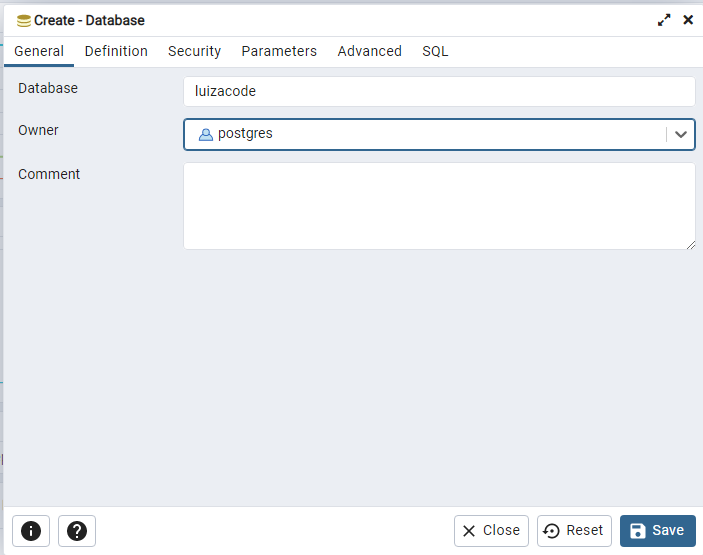 Create - Database
General Definition Security Parameters Advanced SQL
Database luizacode
Owner postgres
Comment
Close Reset Save